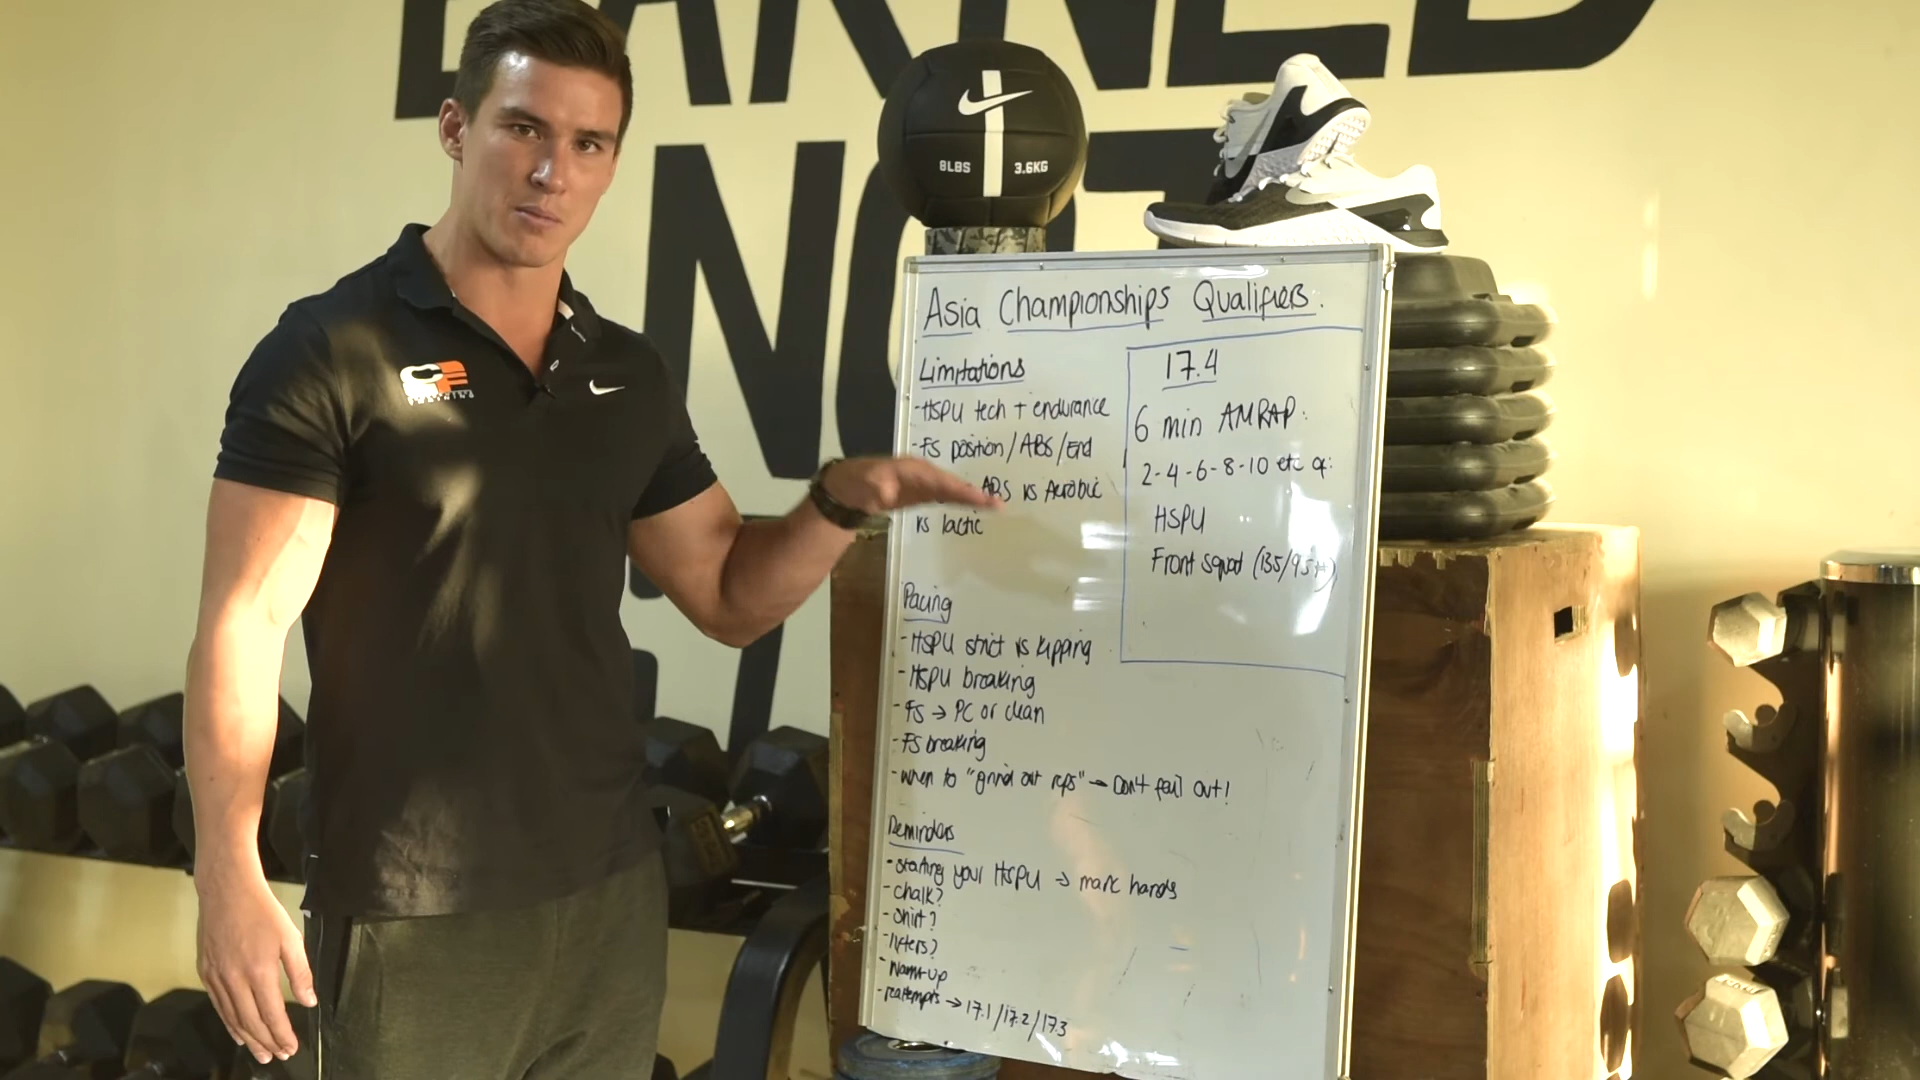 EARNED
NOT
8LBS 3.6KG
Asia Championships Qualifiers.
Limitations
-HSPU tech + endurance
-FS position/ABS/End
ABS vs Aerobic
vs lactic
17.4
6 min AMRAP:
2-4-6-8-10 etc of:
HSPU
Front squat (135/95#)
Pacing
-HSPU strict vs kipping
-HSPU breaking
-FS → PC or clean
-FS breaking
-when to "grind out reps" → Don't fail out!
Reminders
-starting your HSPU → mark hands
-chalk?
-shirt?
-lifters?
-warm-up
-reattempts → 17.1/17.2/17.3